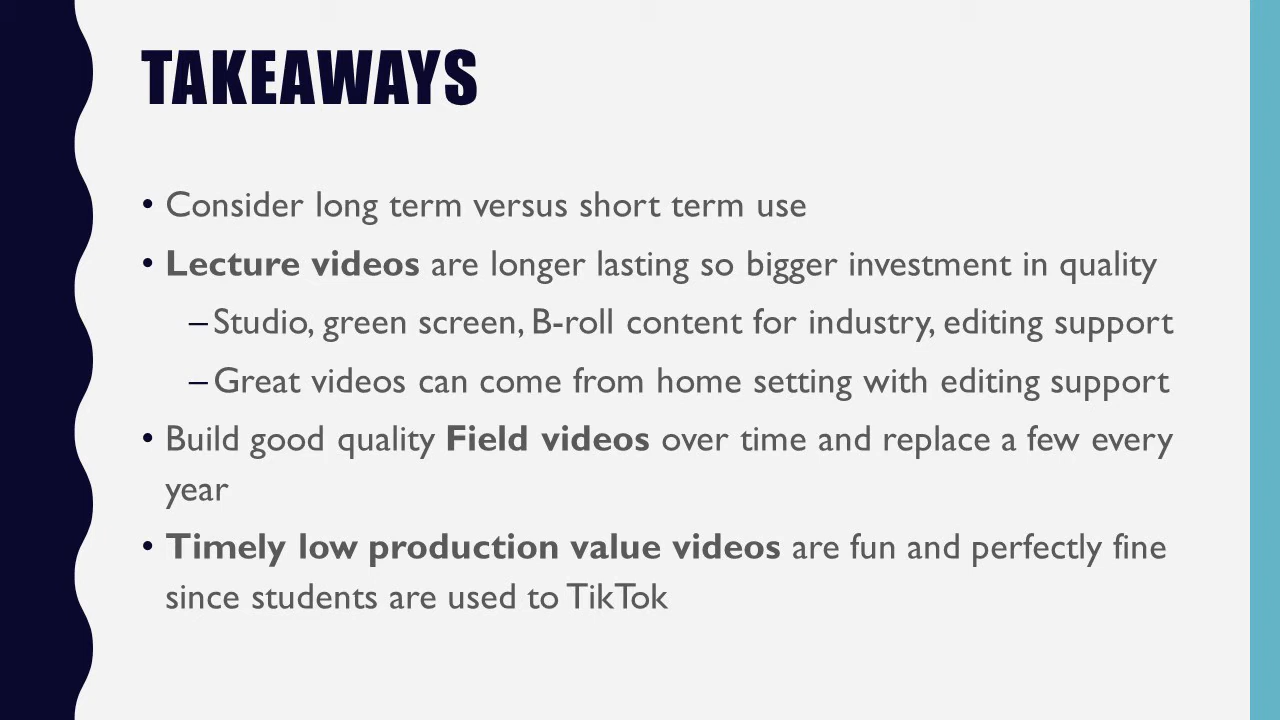 TAKEAWAYS
• Consider long term versus short term use
• Lecture videos are longer lasting so bigger investment in quality
– Studio, green screen, B-roll content for industry, editing support
– Great videos can come from home setting with editing support
• Build good quality Field videos over time and replace a few every
year
• Timely low production value videos are fun and perfectly fine
since students are used to TikTok